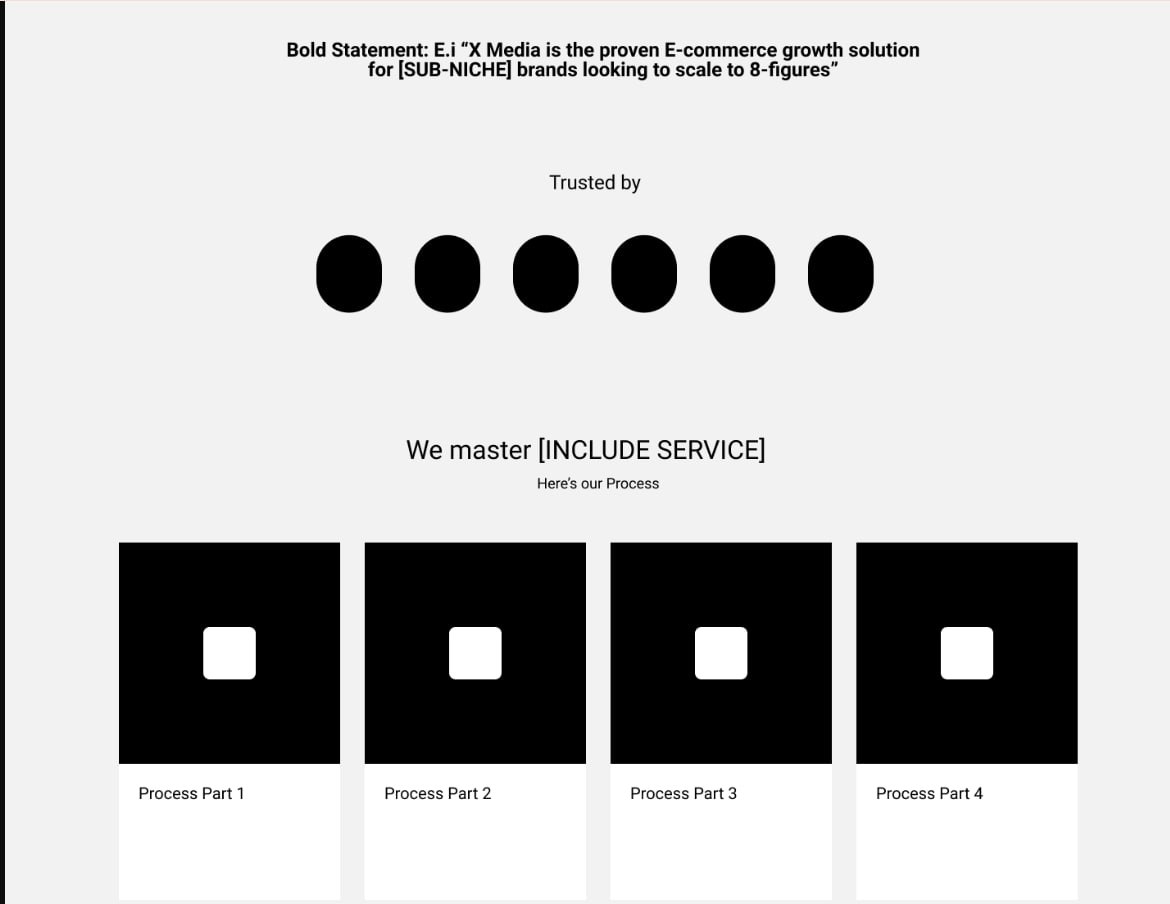 Bold Statement: E.i “X Media is the proven E-commerce growth solution
for [SUB-NICHE] brands looking to scale to 8-figures”
Trusted by
We master [INCLUDE SERVICE]
Here’s our Process
Process Part 1
Process Part 2
Process Part 3
Process Part 4